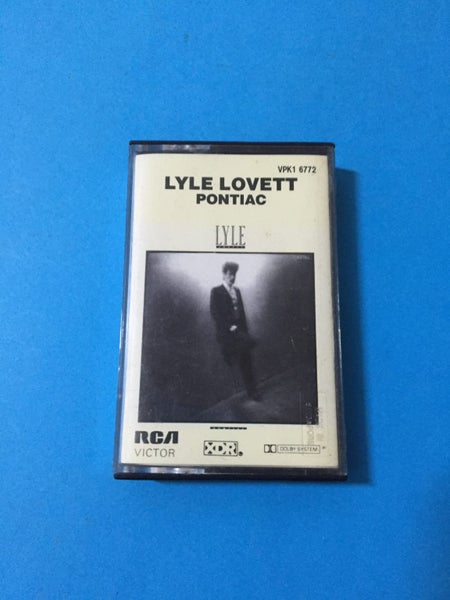 VPK1 6772
LYLE LOVETT
PONTIAC
LYLE
RCA
VICTOR
XDR
DOLBY SYSTEM